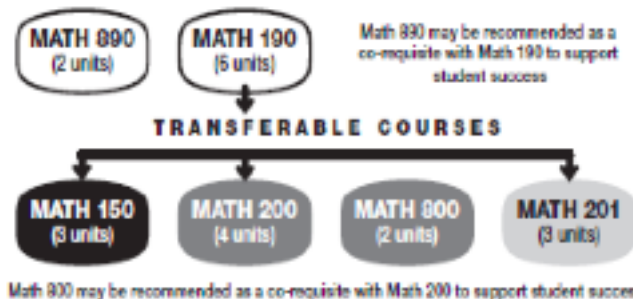 MATH 890 MATH 190
(2 units) (5 units)
Math 890 may be recommended as a
co-requisite with Math 190 to support
student success
TRANSFERABLE COURSES
MATH 150 MATH 200 MATH 800 MATH 201
(3 units) (4 units) (2 units) (3 units)
Math 800 may be recommended as a co-requisite with Math 200 to support student